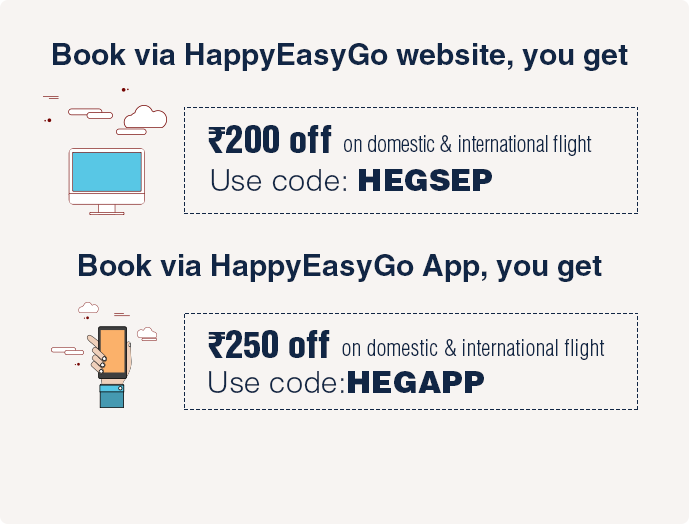 Book via HappyEasyGo website, you get
₹200 off on domestic & international flight
Use code: HEGSEP
Book via HappyEasyGo App, you get
₹250 off on domestic & international flight
Use code:HEGAPP